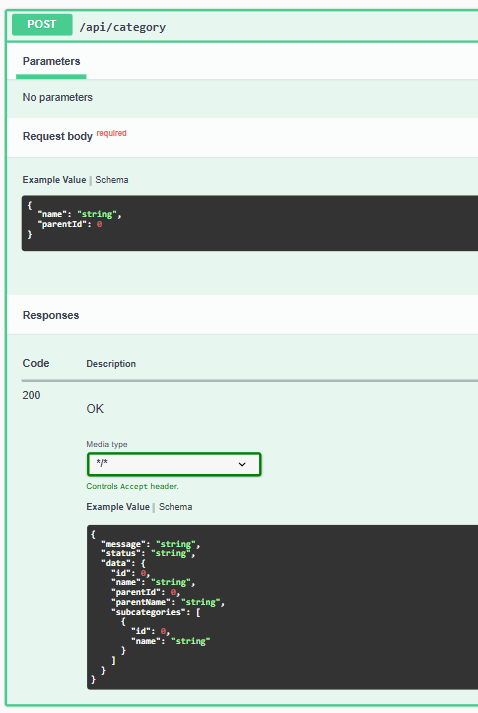 POST /api/category
Parameters
No parameters
Request body required
Example Value | Schema
{
  "name": "string",
  "parentId": 0
}
Responses
Code Description
200
OK
Media type
*/*
Controls Accept header.
Example Value | Schema
{
  "message": "string",
  "status": "string",
  "data": {
    "id": 0,
    "name": "string",
    "parentId": 0,
    "parentName": "string",
    "subcategories": [
      {
        "id": 0,
        "name": "string"
      }
    ]
  }
}